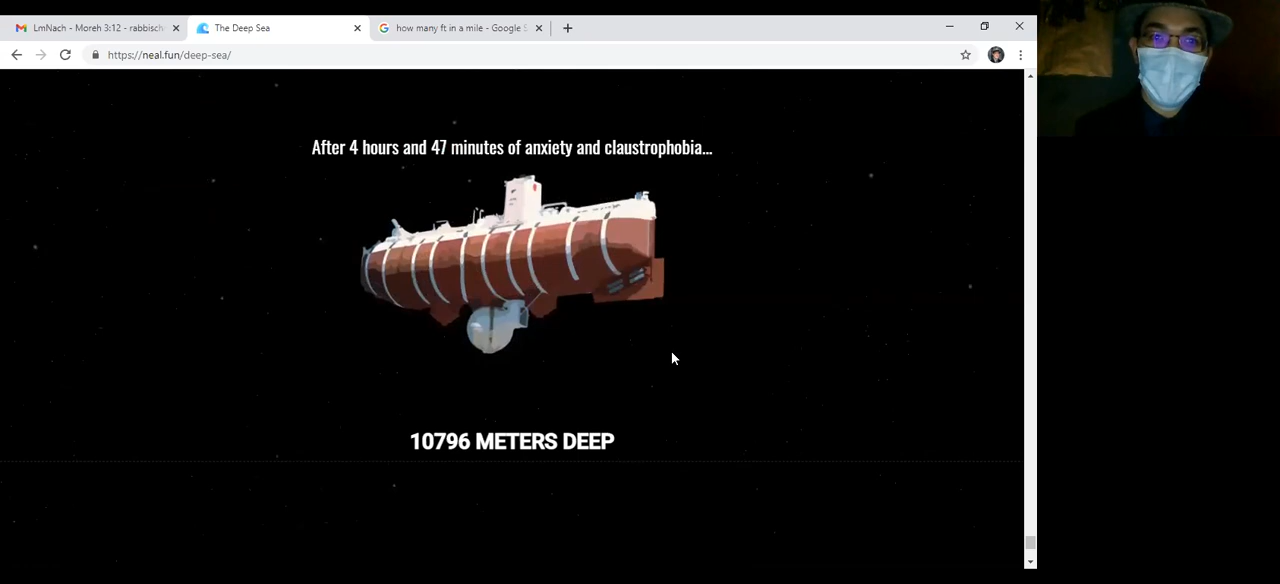 LmNach - Moreh 3:12 - rabbisch
The Deep Sea
how many ft in a mile - Google S
https://neal.fun/deep-sea/
After 4 hours and 47 minutes of anxiety and claustrophobia...
10796 METERS DEEP